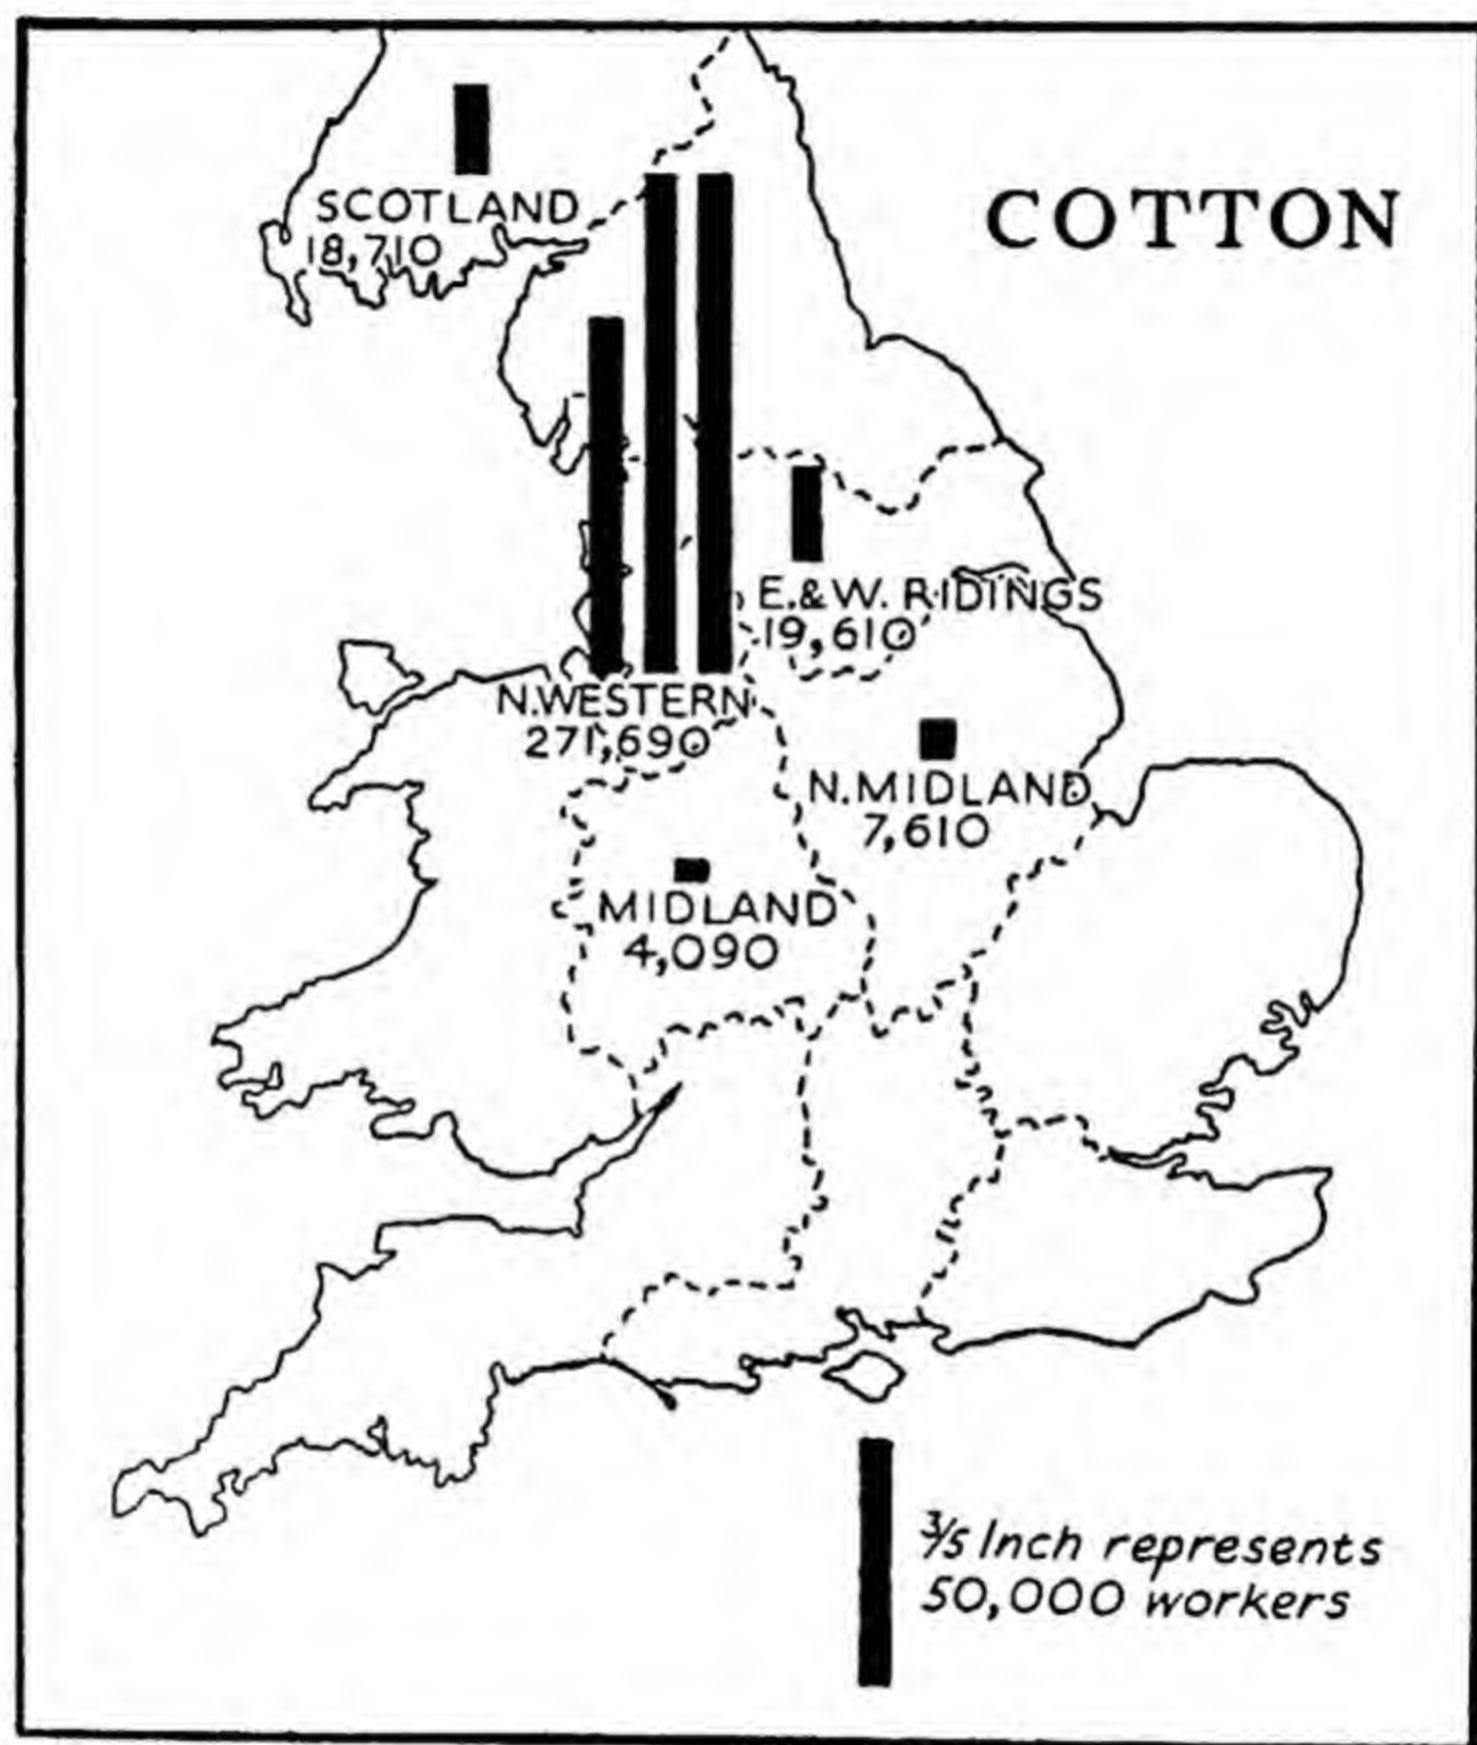 COTTON
SCOTLAND
18,710
E.& W. RIDINGS
19,610
N.WESTERN
271,690
N.MIDLAND
7,610
MIDLAND
4,090
3/5 Inch represents
50,000 workers